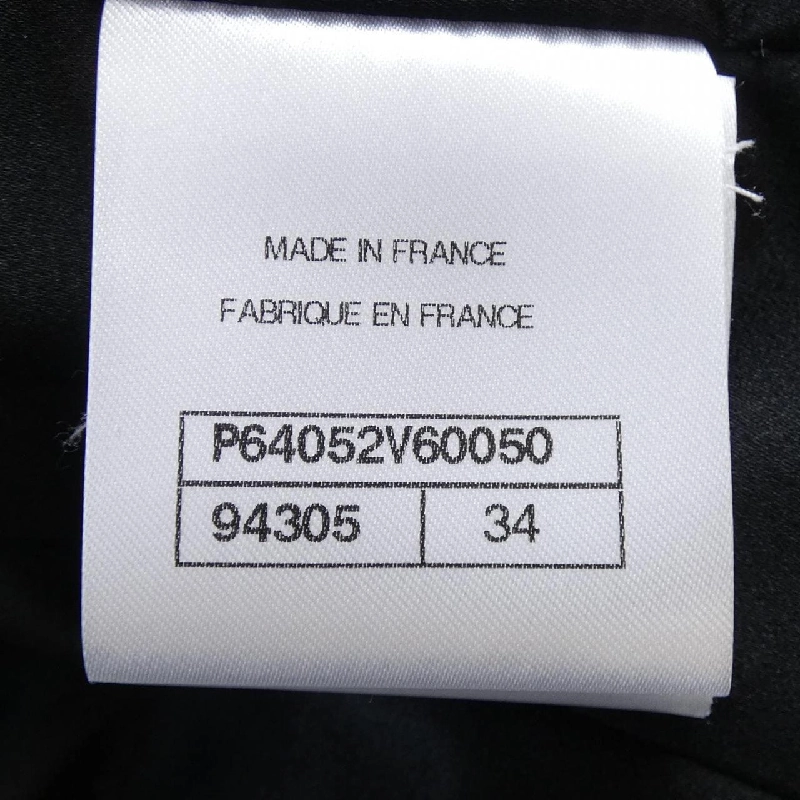 MADE IN FRANCE
FABRIQUE EN FRANCE
P64052V60050
94305 34